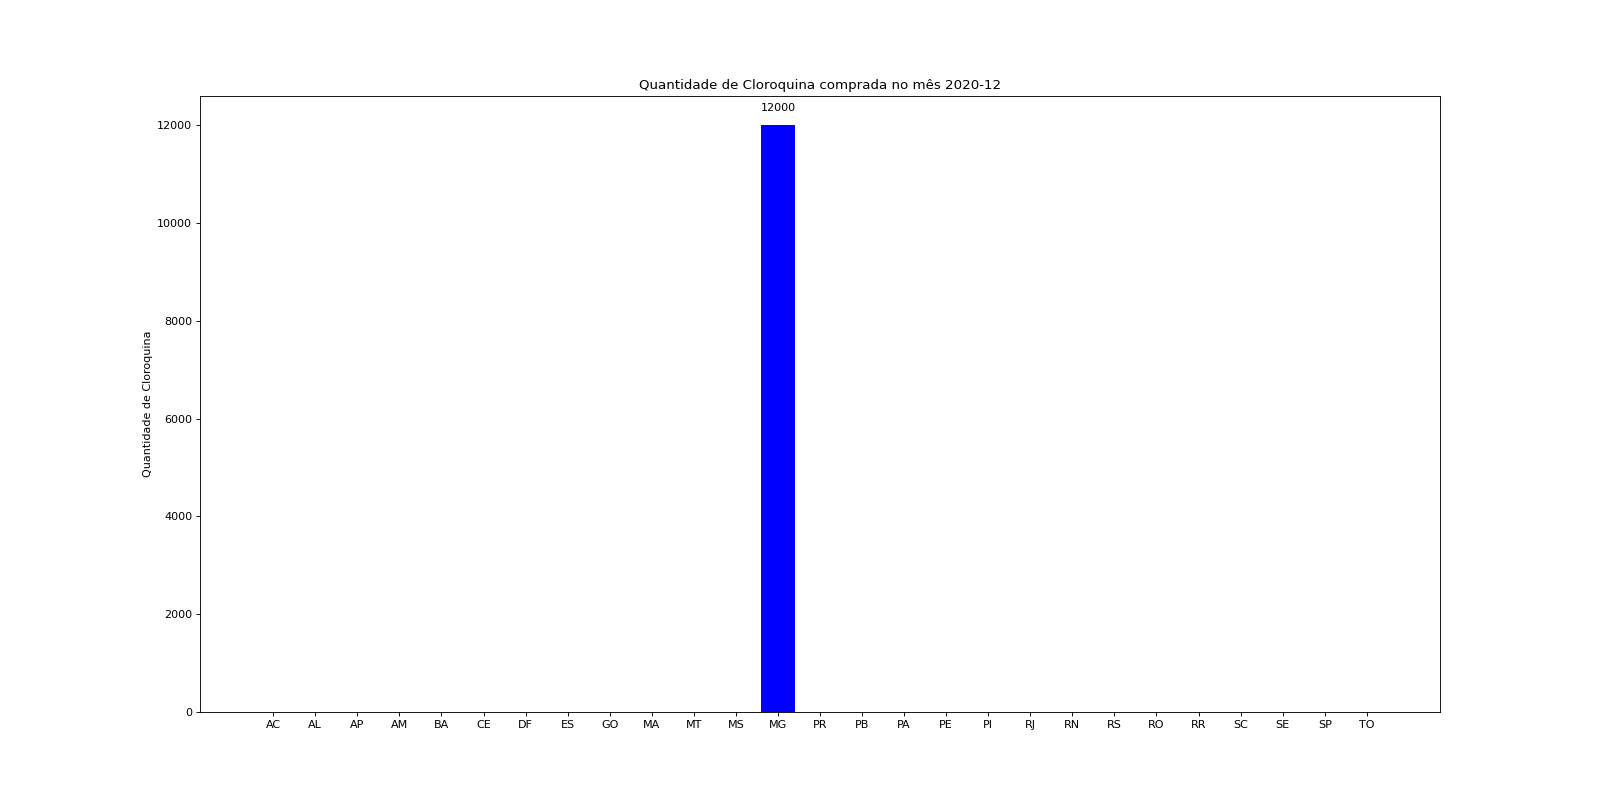 Quantidade de Cloroquina comprada no mês 2020-12
12000
12000
10000
8000
6000
4000
2000
0
Quantidade de Cloroquina
AC AL AP AM BA CE DF ES GO MA MT MS MG PR PB PA PE PI RJ RN RS RO RR SC SE SP TO